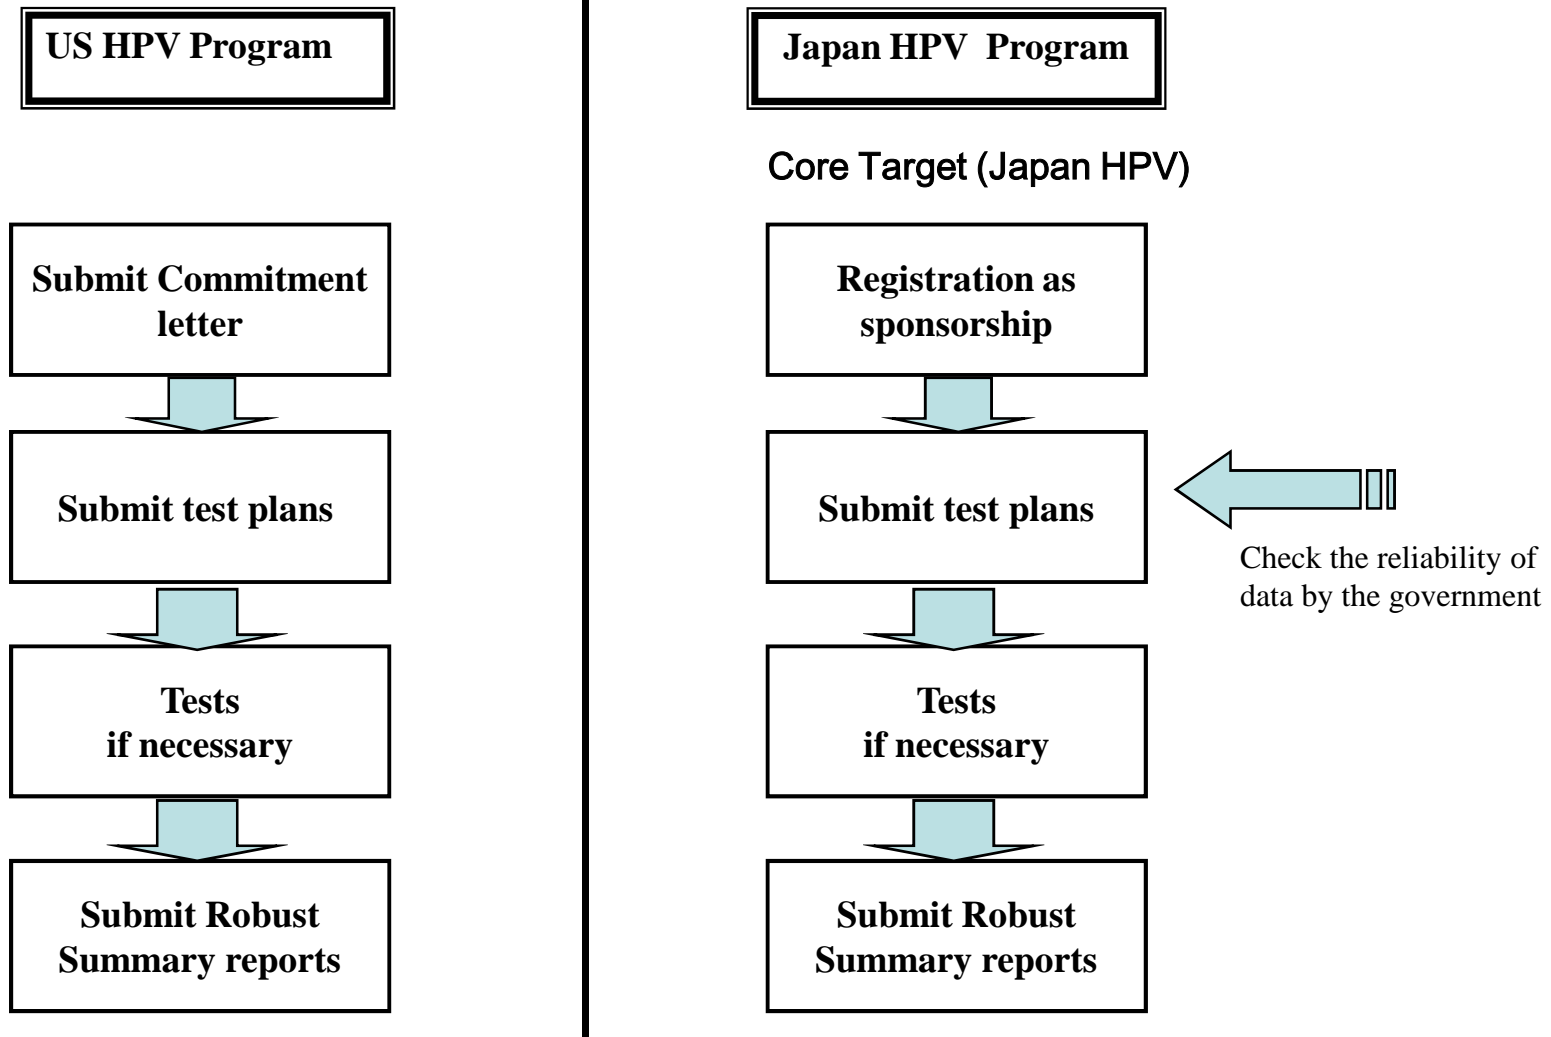 US HPV Program
Submit Commitment
letter
Submit test plans
Tests
if necessary
Submit Robust
Summary reports
Japan HPV  Program
Core Target (Japan HPV)
Registration as
sponsorship
Submit test plans
Check the reliability of
data by the government
Tests
if necessary
Submit Robust
Summary reports